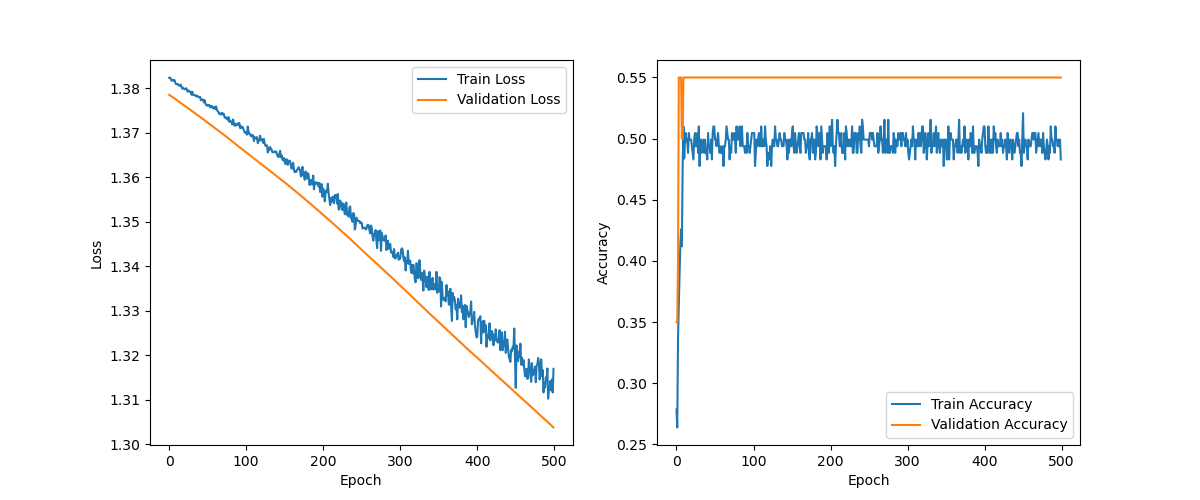 1.38
1.37
1.36
1.35
1.34
1.33
1.32
1.31
1.30
Loss
0 100 200 300 400 500
Epoch
Train Loss
Validation Loss
0.55
0.50
0.45
0.40
0.35
0.30
0.25
Accuracy
0 100 200 300 400 500
Epoch
Train Accuracy
Validation Accuracy